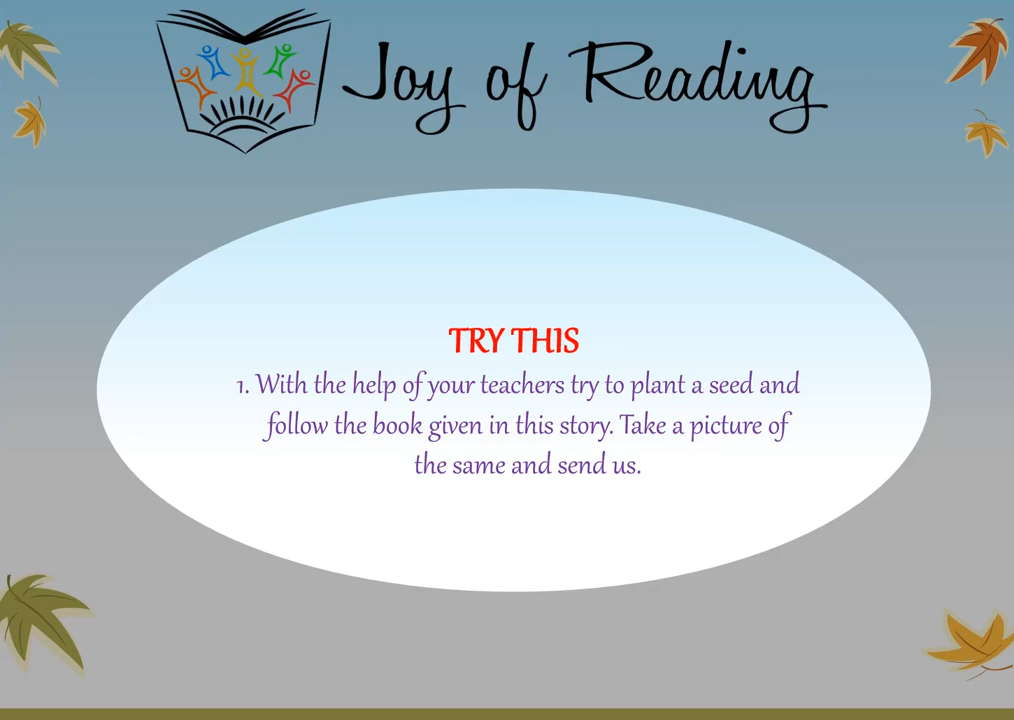 Joy of Reading
TRY THIS
1. With the help of your teachers try to plant a seed and
follow the book given in this story. Take a picture of
the same and send us.